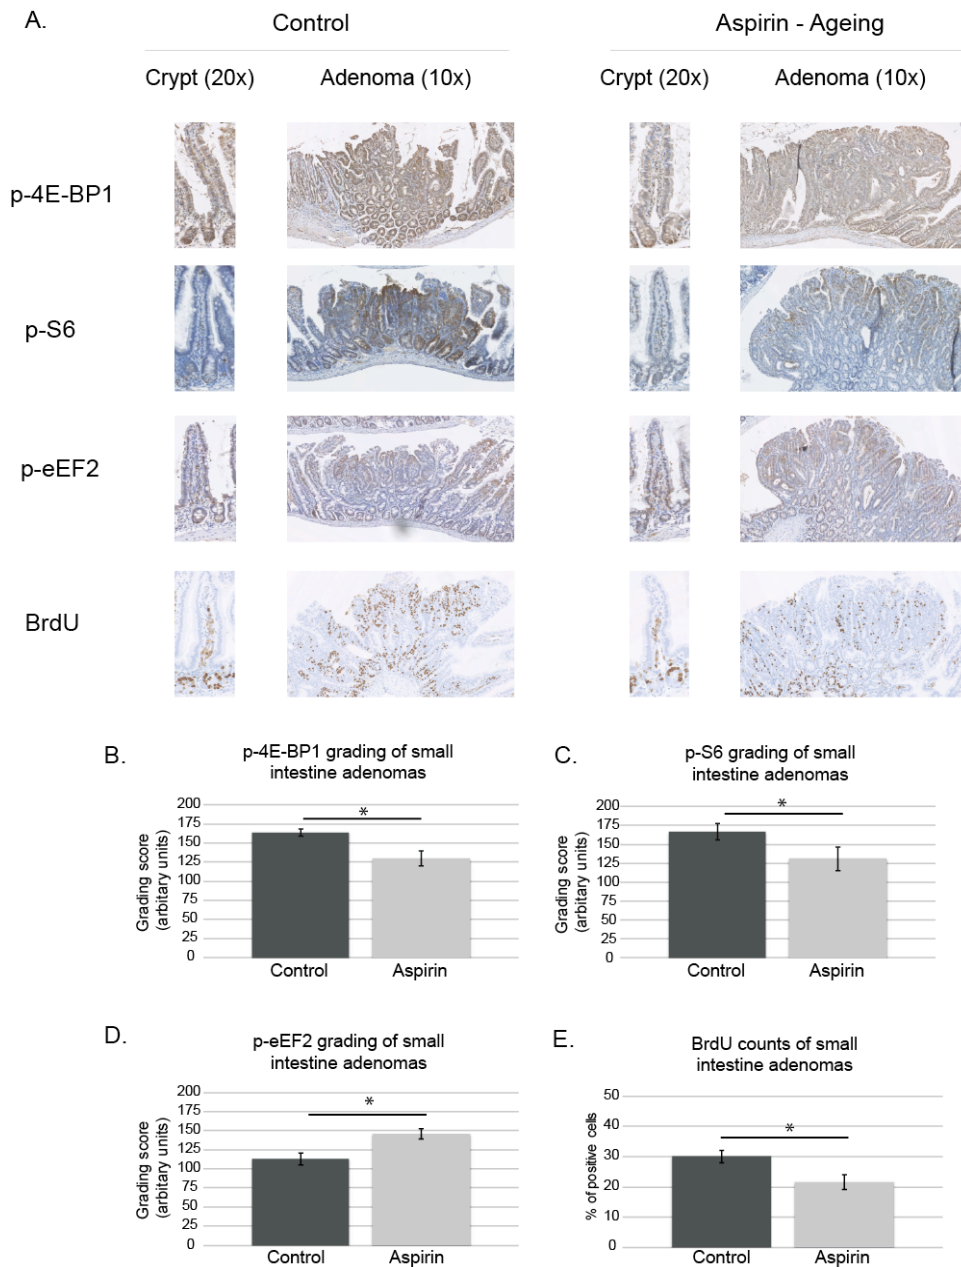 A.
Control
Aspirin - Ageing
Crypt (20x)
Adenoma (10x)
Crypt (20x)
Adenoma (10x)
p-4E-BP1
p-S6
p-eEF2
BrdU
B.
p-4E-BP1 grading of small
intestine adenomas
Grading score
(arbitary units)
200
175
150
125
100
75
50
25
0
*
Control
Aspirin
C.
p-S6 grading of small
intestine adenomas
Grading score
(arbitary units)
200
175
150
125
100
75
50
25
0
*
Control
Aspirin
D.
p-eEF2 grading of small
intestine adenomas
Grading score
(arbitary units)
200
175
150
125
100
75
50
25
0
*
Control
Aspirin
E.
BrdU counts of small
intestine adenomas
% of positive cells
50
40
30
20
10
0
*
Control
Aspirin